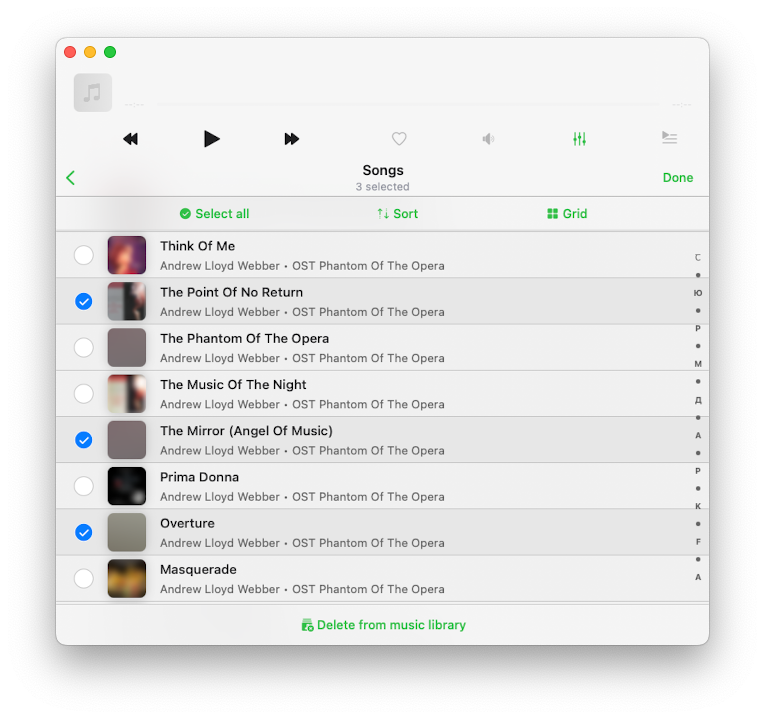 --:--
--:--
Songs
3 selected
Done
Select all
Sort
Grid
Think Of Me
Andrew Lloyd Webber • OST Phantom Of The Opera
The Point Of No Return
Andrew Lloyd Webber • OST Phantom Of The Opera
The Phantom Of The Opera
Andrew Lloyd Webber • OST Phantom Of The Opera
The Music Of The Night
Andrew Lloyd Webber • OST Phantom Of The Opera
The Mirror (Angel Of Music)
Andrew Lloyd Webber • OST Phantom Of The Opera
Prima Donna
Andrew Lloyd Webber • OST Phantom Of The Opera
Overture
Andrew Lloyd Webber • OST Phantom Of The Opera
Masquerade
Andrew Lloyd Webber • OST Phantom Of The Opera
С
Ю
Р
М
Д
А
P
K
F
A
Delete from music library